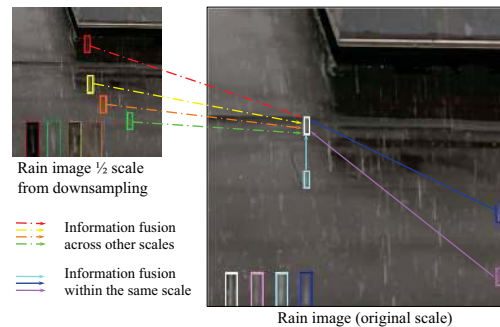 Rain image ½ scale
from downsampling
Information fusion
across other scales
Information fusion
within the same scale
Rain image (original scale)